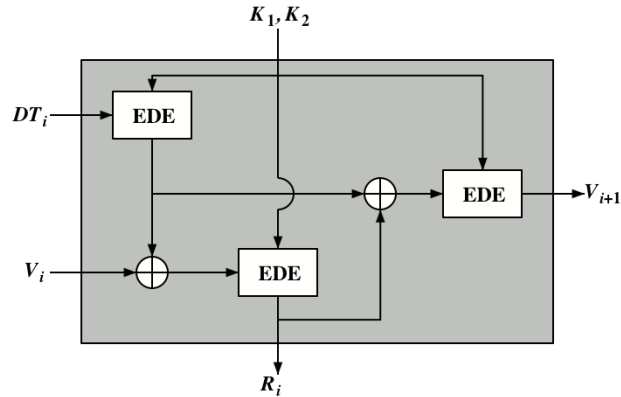 K₁, K₂
DTᵢ
EDE
EDE
Vᵢ₊₁
Vᵢ
EDE
Rᵢ